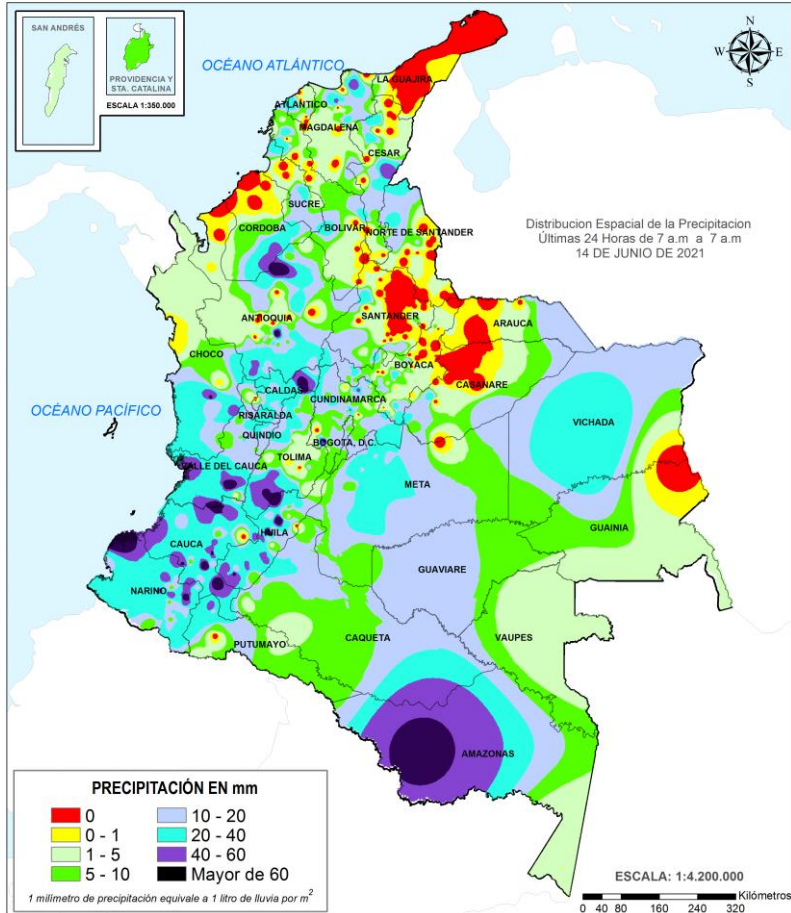 SAN ANDRÉS
PROVIDENCIA Y
STA. CATALINA
ESCALA 1:350.000
OCÉANO ATLÁNTICO
N
W E
S
LA GUAJIRA
ATLANTICO
MAGDALENA
CESAR
SUCRE
CORDOBA
BOLIVAR
NORTE DE SANTANDER
Distribucion Espacial de la Precipitacion
Últimas 24 Horas de 7 a.m a 7 a.m
14 DE JUNIO DE 2021
ANTIOQUIA
SANTANDER
ARAUCA
CHOCO
BOYACA
CASANARE
CALDAS
CUNDINAMARCA
OCÉANO PACÍFICO
RISARALDA
VICHADA
QUINDIO
BOGOTA, D.C.
TOLIMA
VALLE DEL CAUCA
META
GUAINIA
HUILA
CAUCA
GUAVIARE
NARINO
VAUPES
CAQUETA
PUTUMAYO
AMAZONAS
PRECIPITACIÓN EN mm
0 10 - 20
0 - 1 20 - 40
1 - 5 40 - 60
5 - 10 Mayor de 60
1 milímetro de precipitación equivale a 1 litro de lluvia por m²
ESCALA: 1:4.200.000
Kilómetros
0 40 80 160 240 320